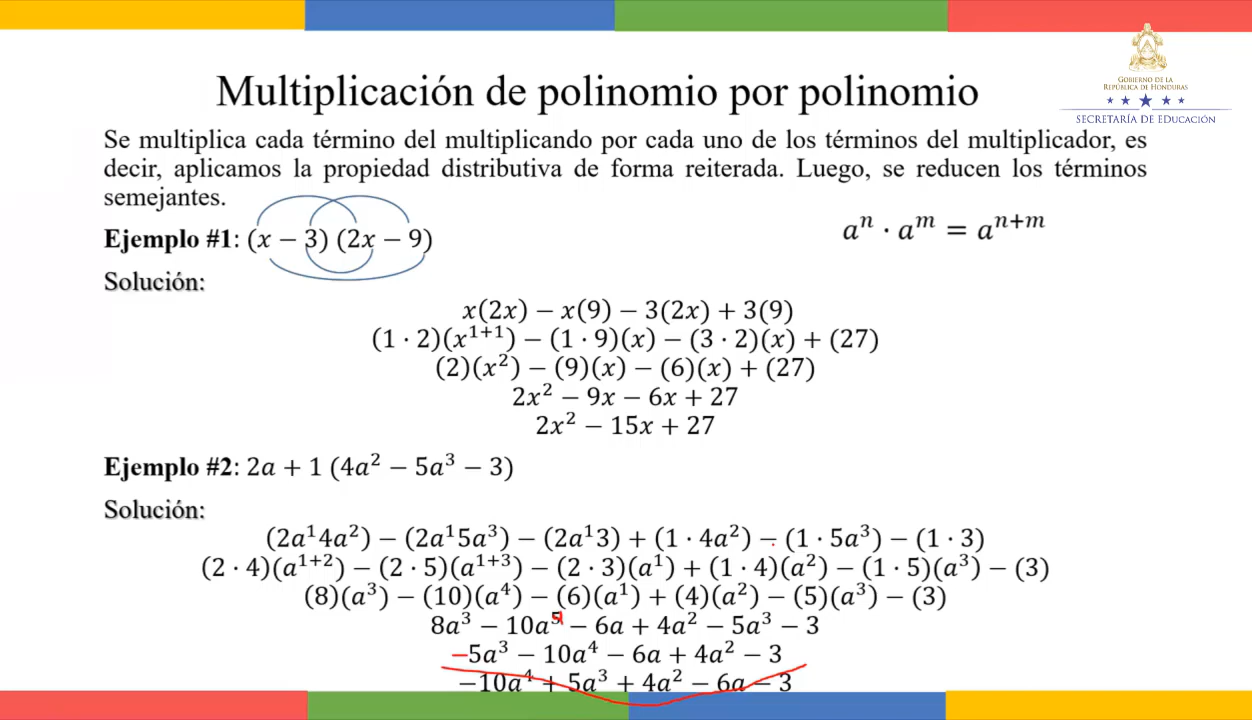 GOBIERNO DE LA
REPÚBLICA DE HONDURAS
SECRETARÍA DE EDUCACIÓN
Multiplicación de polinomio por polinomio
Se multiplica cada término del multiplicando por cada uno de los términos del multiplicador, es
decir, aplicamos la propiedad distributiva de forma reiterada. Luego, se reducen los términos
semejantes.
Ejemplo #1: (x − 3) (2x − 9)
aⁿ · aᵐ = aⁿ⁺ᵐ
Solución:
x(2x) − x(9) − 3(2x) + 3(9)
(1 · 2)(x¹⁺¹) − (1 · 9)(x) − (3 · 2)(x) + (27)
(2)(x²) − (9)(x) − (6)(x) + (27)
2x² − 9x − 6x + 27
2x² − 15x + 27
Ejemplo #2: 2a + 1 (4a² − 5a³ − 3)
Solución:
(2a¹4a²) − (2a¹5a³) − (2a¹3) + (1 · 4a²) − (1 · 5a³) − (1 · 3)
(2 · 4)(a¹⁺²) − (2 · 5)(a¹⁺³) − (2 · 3)(a¹) + (1 · 4)(a²) − (1 · 5)(a³) − (3)
(8)(a³) − (10)(a⁴) − (6)(a¹) + (4)(a²) − (5)(a³) − (3)
8a³ − 10a − 6a + 4a² − 5a³ − 3
−5a³ − 10a⁴ − 6a + 4a² − 3
−10a⁴ + 5a³ + 4a² − 6a − 3